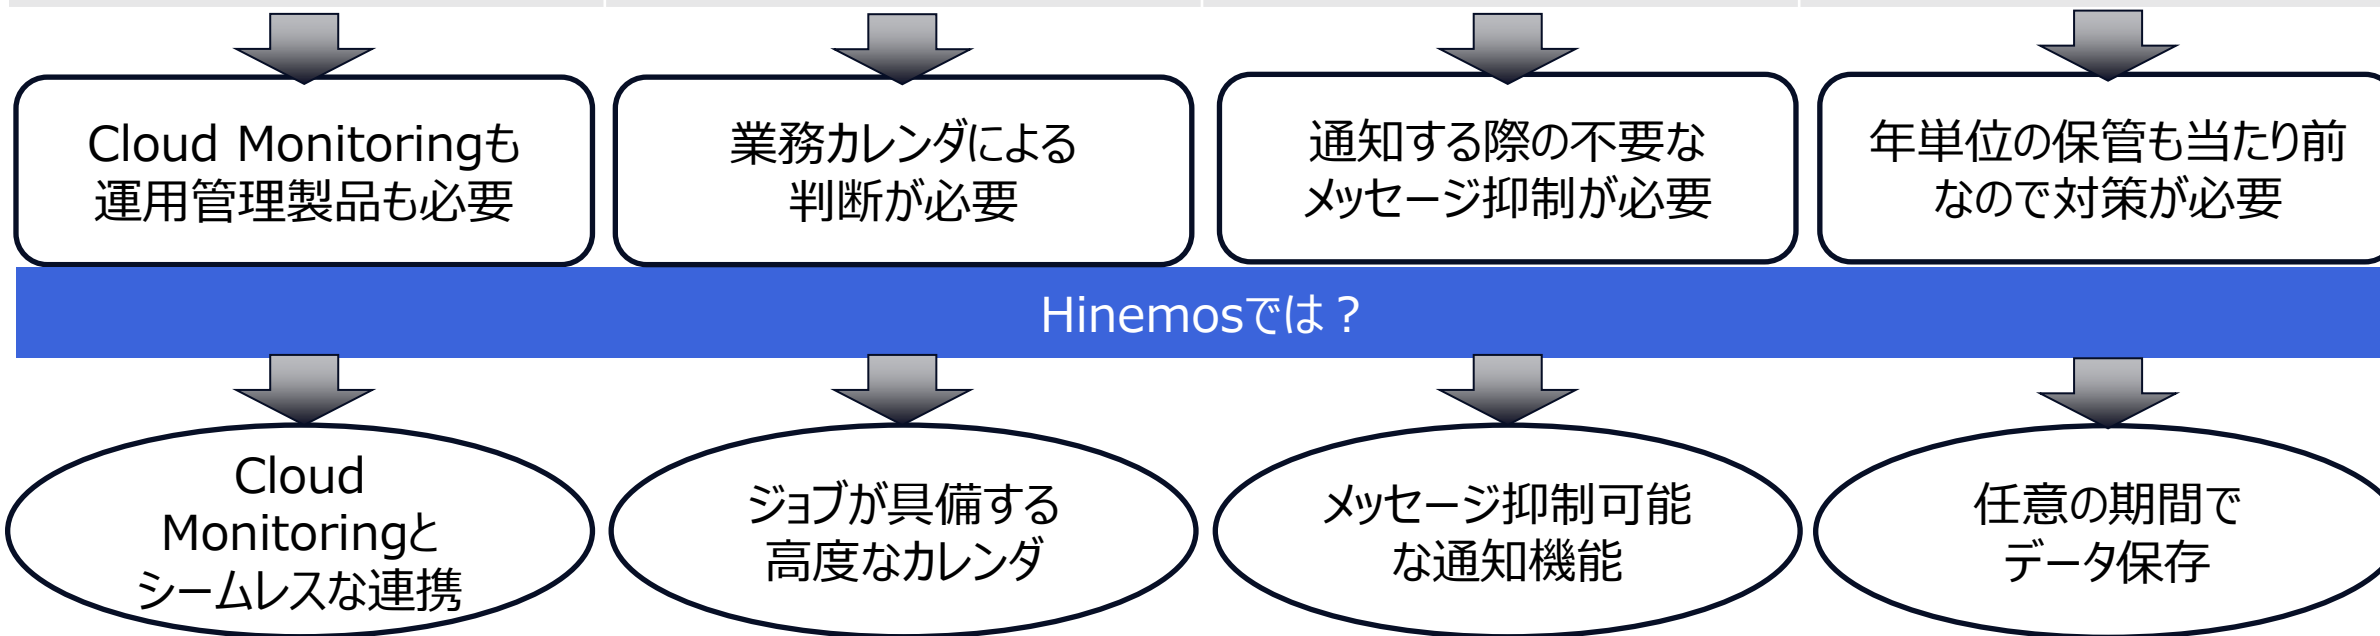 Cloud Monitoringも
運用管理製品も必要
業務カレンダによる
判断が必要
通知する際の不要な
メッセージ抑制が必要
年単位の保管も当たり前
なので対策が必要
Hinemosでは？
Cloud
Monitoringと
シームレスな連携
ジョブが具備する
高度なカレンダ
メッセージ抑制可能
な通知機能
任意の期間で
データ保存